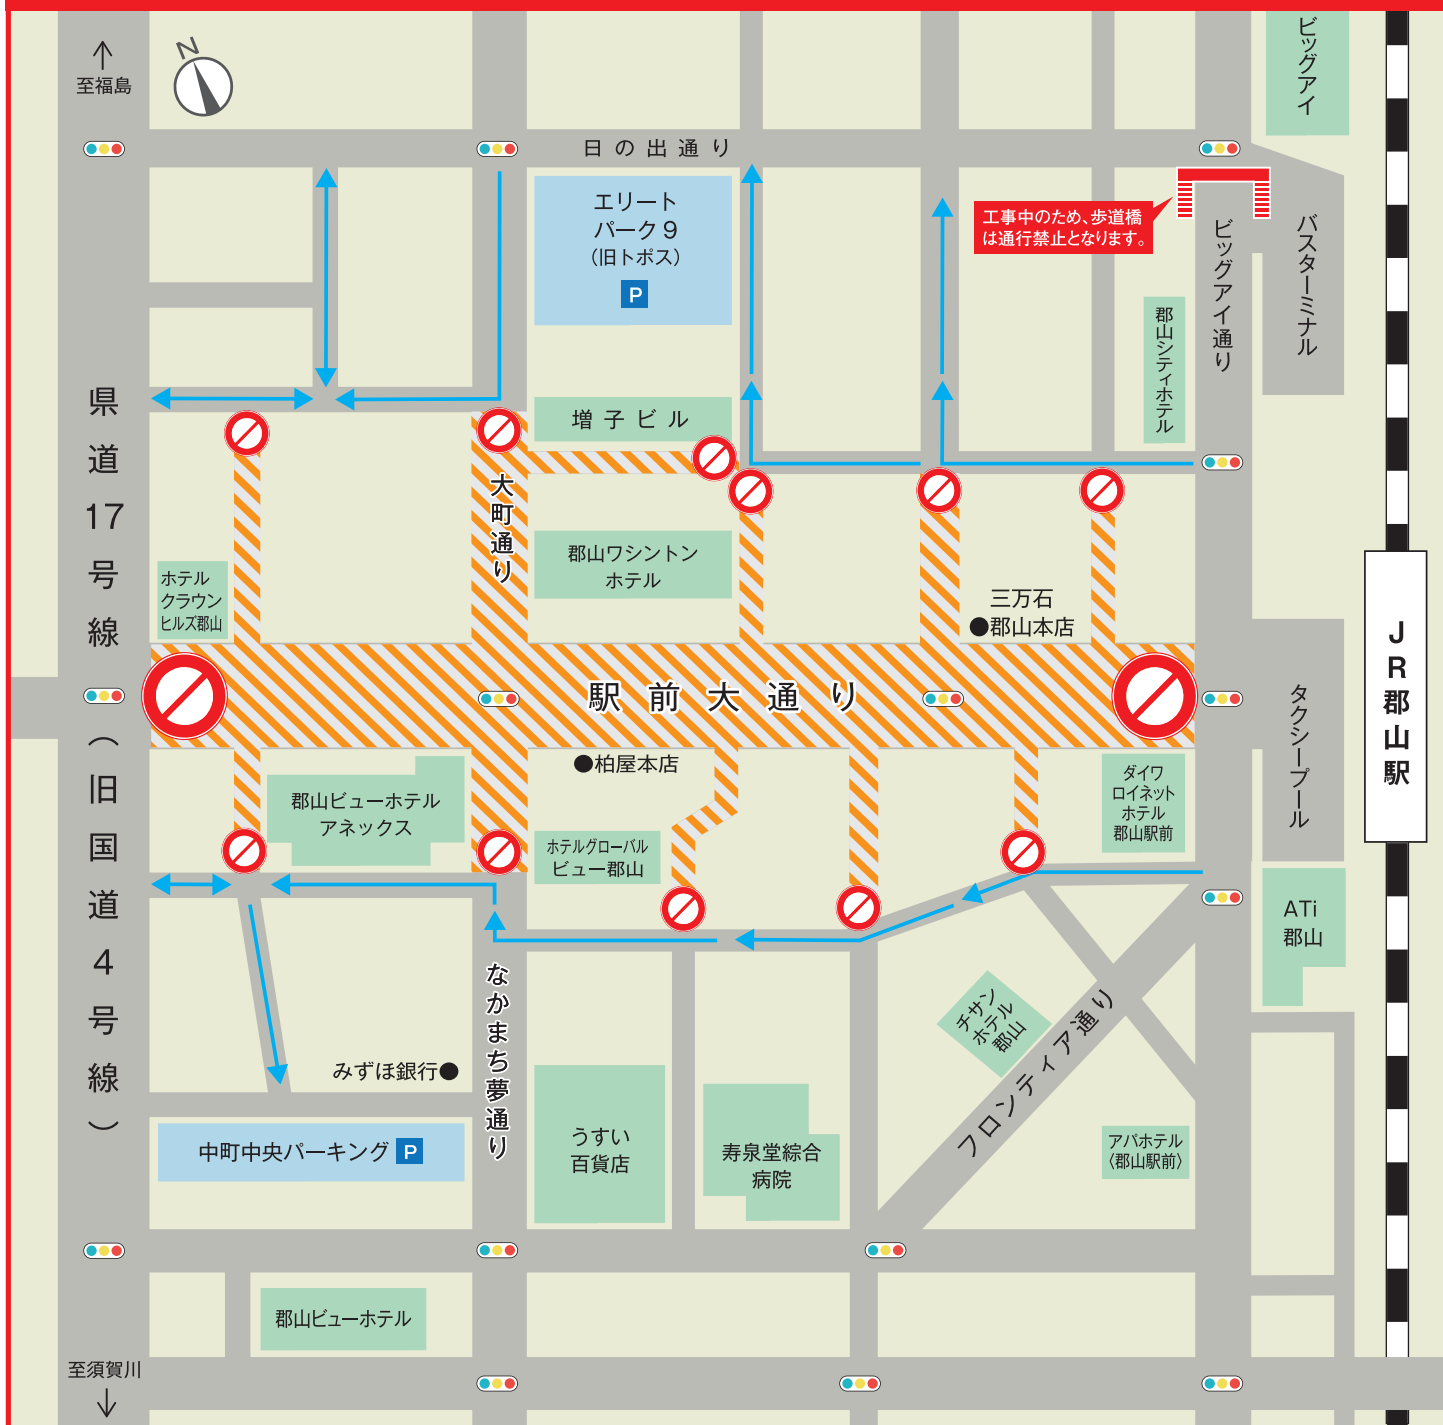 至福島
N
ビッグアイ
日の出通り
エリート
パーク9
(旧トポス)
P
工事中のため、歩道橋
は通行禁止となります。
ビッグアイ通り
バスターミナル
郡山シティホテル
県道17号線(旧国道4号線)
増子ビル
大町通り
郡山ワシントン
ホテル
ホテル
クラウン
ヒルズ郡山
三万石
●郡山本店
JR郡山駅
駅前大通り
タクシープール
●柏屋本店
郡山ビューホテル
アネックス
ホテルグローバル
ビュー郡山
ダイワ
ロイネット
ホテル
郡山駅前
ATi
郡山
なかまち夢通り
チサン
ホテル
郡山
フロンティア通り
みずほ銀行●
うすい
百貨店
寿泉堂綜合
病院
アパホテル
〈郡山駅前〉
中町中央パーキング P
郡山ビューホテル
至須賀川